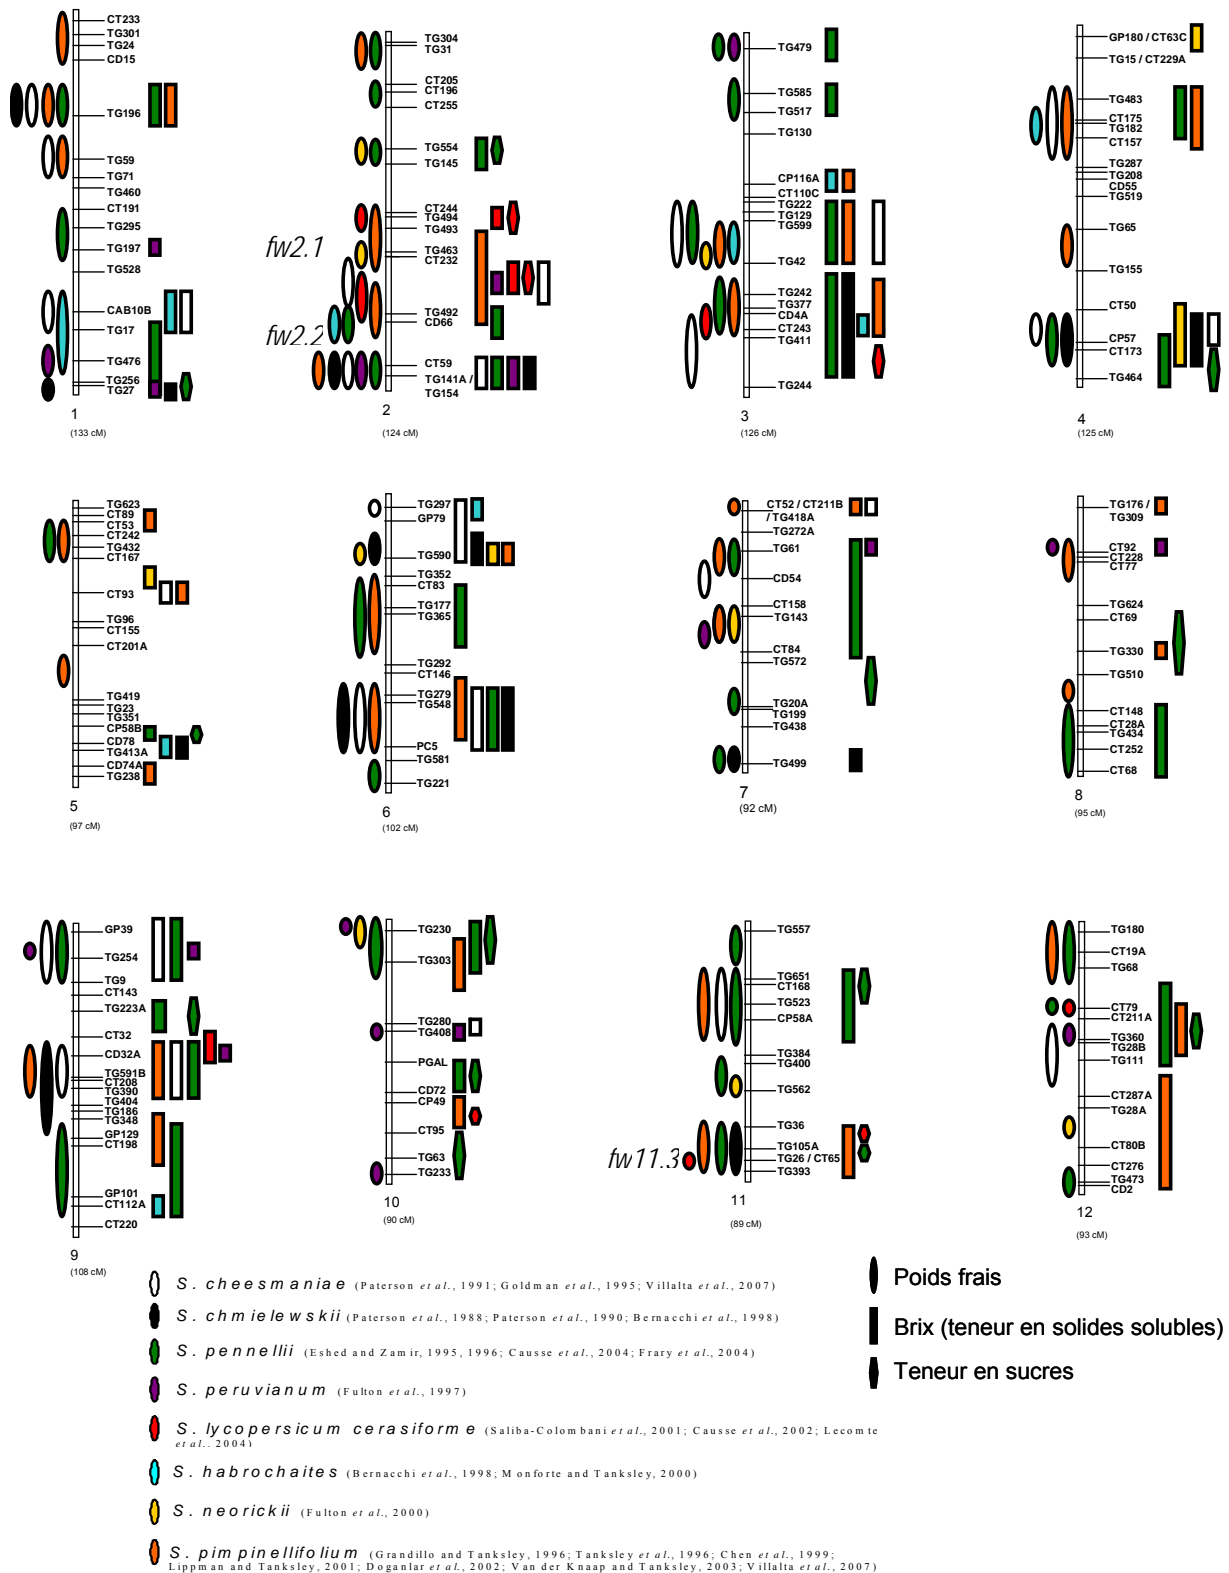 CT233
TG301
TG24
CD15
TG196
TG59
TG71
TG460
CT191
TG295
TG197
TG528
CAB10B
TG17
TG476
TG256
TG27
1
(133 cM)
TG304
TG31
CT205
CT196
CT255
TG554
TG145
CT244
TG494
TG493
fw2.1
TG463
CT232
TG492
CD66
fw2.2
CT59
TG141A /
TG154
2
(124 cM)
TG479
TG585
TG517
TG130
CP116A
CT110C
TG222
TG129
TG599
TG42
TG242
TG377
CD4A
CT243
TG411
TG244
3
(126 cM)
GP180 / CT63C
TG15 / CT229A
TG483
CT175
TG182
CT157
TG287
TG208
CD55
TG519
TG65
TG155
CT50
CP57
CT173
TG464
4
(125 cM)
TG623
CT89
CT53
CT242
TG432
CT167
CT93
TG96
CT155
CT201A
TG419
TG23
TG351
CP58B
CD78
TG413A
CD74A
TG238
5
(97 cM)
TG297
GP79
TG590
TG352
CT83
TG177
TG365
TG292
CT146
TG279
TG548
PC5
TG581
TG221
6
(102 cM)
CT52 / CT211B
/ TG418A
TG272A
TG61
CD54
CT158
TG143
CT84
TG572
TG20A
TG199
TG438
TG499
7
(92 cM)
TG176 /
TG309
CT92
CT228
CT77
TG624
CT69
TG330
TG510
CT148
CT28A
TG434
CT252
CT68
8
(95 cM)
GP39
TG254
TG9
CT143
TG223A
CT32
CD32A
TG591B
CT208
TG390
TG404
TG186
TG348
GP129
CT198
GP101
CT112A
CT220
9
(108 cM)
TG230
TG303
TG280
TG408
PGAL
CD72
CP49
CT95
TG63
TG233
10
(90 cM)
TG557
TG651
CT168
TG523
CP58A
TG384
TG400
TG562
TG36
TG105A
fw11.3
TG26 / CT65
TG393
11
(89 cM)
TG180
CT19A
TG68
CT79
CT211A
TG360
TG28B
TG111
CT287A
TG28A
CT80B
CT276
TG473
CD2
12
(93 cM)
S. cheesmaniae (Paterson et al., 1991; Goldman et al., 1995; Villalta et al., 2007)
S. chmielewskii (Paterson et al., 1988; Paterson et al., 1990; Bernacchi et al., 1998)
S. pennellii (Eshed and Zamir, 1995, 1996; Causse et al., 2004; Frary et al., 2004)
S. peruvianum (Fulton et al., 1997)
S. lycopersicum cerasiforme (Saliba-Colombani et al., 2001; Causse et al., 2002; Lecomte
et al., 2004)
S. habrochaites (Bernacchi et al., 1998; Monforte and Tanksley, 2000)
S. neorickii (Fulton et al., 2000)
S. pimpinellifolium (Grandillo and Tanksley, 1996; Tanksley et al., 1996; Chen et al., 1999;
Lippman and Tanksley, 2001; Doganlar et al., 2002; Van der Knaap and Tanksley, 2003; Villalta et al., 2007)
Poids frais
Brix (teneur en solides solubles)
Teneur en sucres